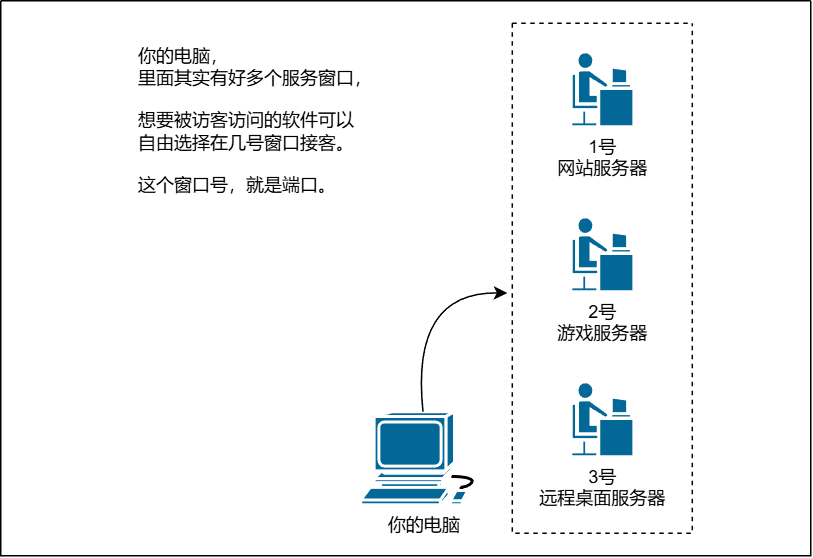 你的电脑，
里面其实有好多个服务窗口，
想要被访客访问的软件可以
自由选择在几号窗口接客。
这个窗口号，就是端口。
1号
网站服务器
2号
游戏服务器
3号
远程桌面服务器
你的电脑